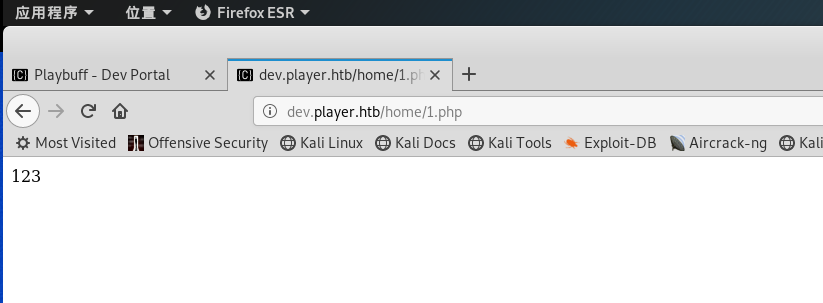 应用程序 位置 Firefox ESR
Playbuff - Dev Portal dev.player.htb/home/1.ph
dev.player.htb/home/1.php
Most Visited Offensive Security Kali Linux Kali Docs Kali Tools Exploit-DB Aircrack-ng Kali
123